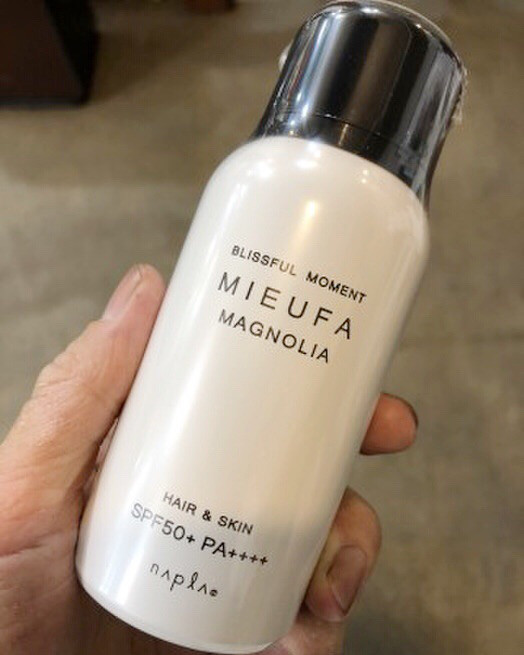 BLISSFUL MOMENT
MIEUFA
MAGNOLIA
HAIR & SKIN
SPF50+ PA++++
napla